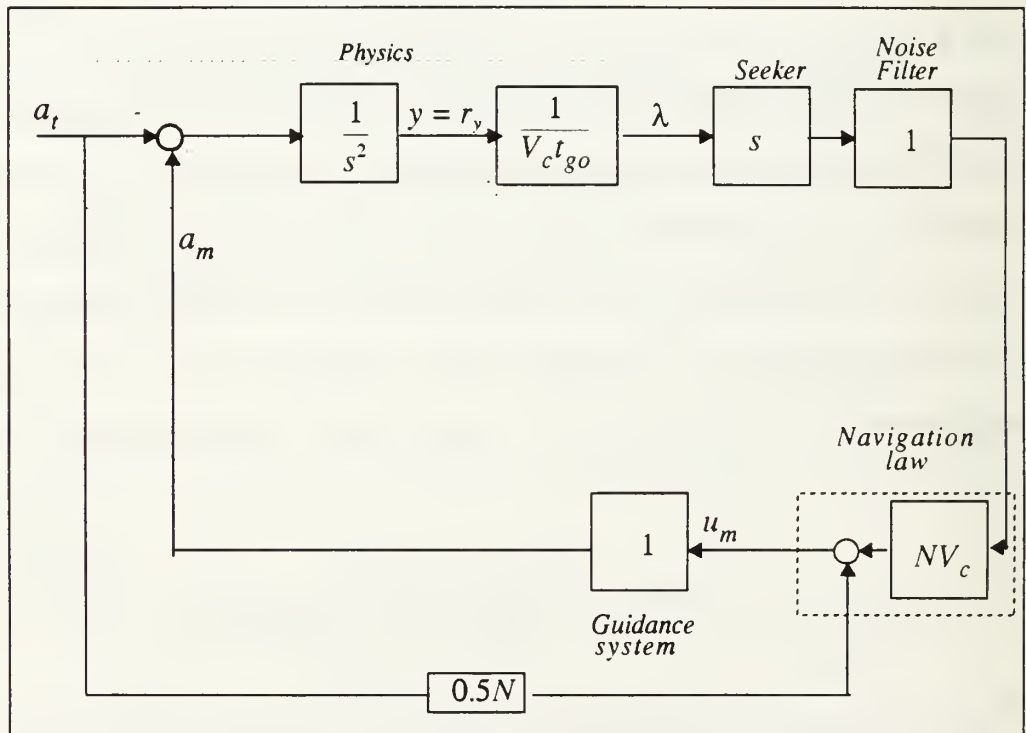 Physics
Seeker
Noise
Filter
a_t
1
s^2
y = r_y
1
V_c t_go
λ
s
1
a_m
Navigation
law
NV_c
u_m
1
Guidance
system
0.5N